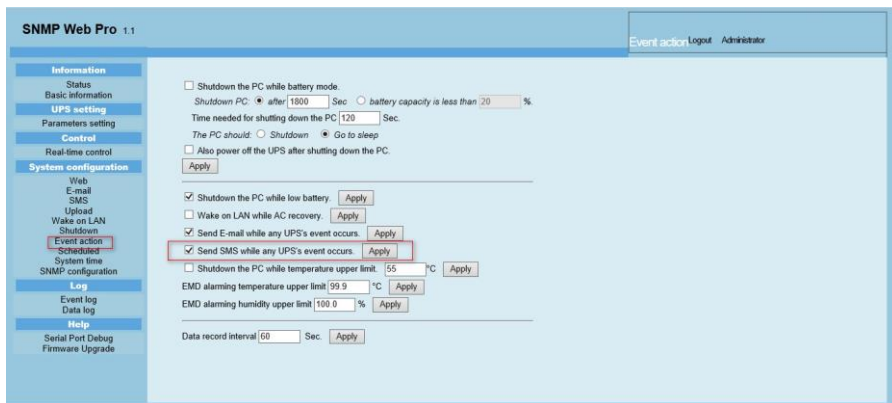 SNMP Web Pro 1.1
Event action Logout Administrator
Information
Status
Basic information
UPS setting
Parameters setting
Control
Real-time control
System configuration
Web
E-mail
SMS
Upload
Wake on LAN
Shutdown
Event action
Scheduled
System time
SNMP configuration
Log
Event log
Data log
Help
Serial Port Debug
Firmware Upgrade
Shutdown the PC while battery mode.
Shutdown PC: after 1800 Sec battery capacity is less than 20 %.
Time needed for shutting down the PC 120 Sec.
The PC should: Shutdown Go to sleep
Also power off the UPS after shutting down the PC.
Apply
Shutdown the PC while low battery. Apply
Wake on LAN while AC recovery. Apply
Send E-mail while any UPS's event occurs. Apply
Send SMS while any UPS's event occurs. Apply
Shutdown the PC while temperature upper limit. 55 °C Apply
EMD alarming temperature upper limit 99.9 °C Apply
EMD alarming humidity upper limit 100.0 % Apply
Data record interval 60 Sec. Apply